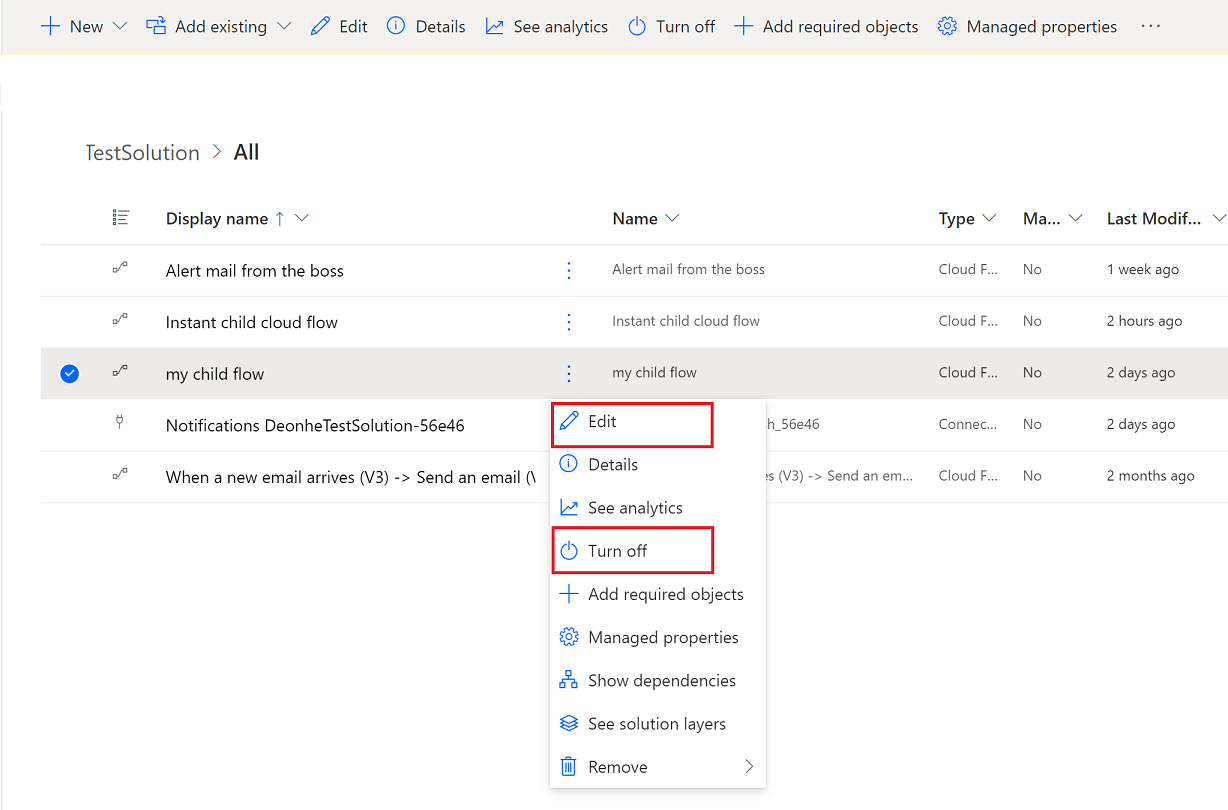 New Add existing Edit Details See analytics Turn off Add required objects Managed properties ...
TestSolution > All
Display name ↑ Name Type Ma... Last Modif...
Alert mail from the boss Alert mail from the boss Cloud F... No 1 week ago
Instant child cloud flow Instant child cloud flow Cloud F... No 2 hours ago
my child flow my child flow Cloud F... No 2 days ago
Notifications DeonheTestSolution-56e46 h_56e46 Connec... No 2 days ago
When a new email arrives (V3) -> Send an email (V es (V3) -> Send an em... Cloud F... No 2 months ago
Edit
Details
See analytics
Turn off
Add required objects
Managed properties
Show dependencies
See solution layers
Remove